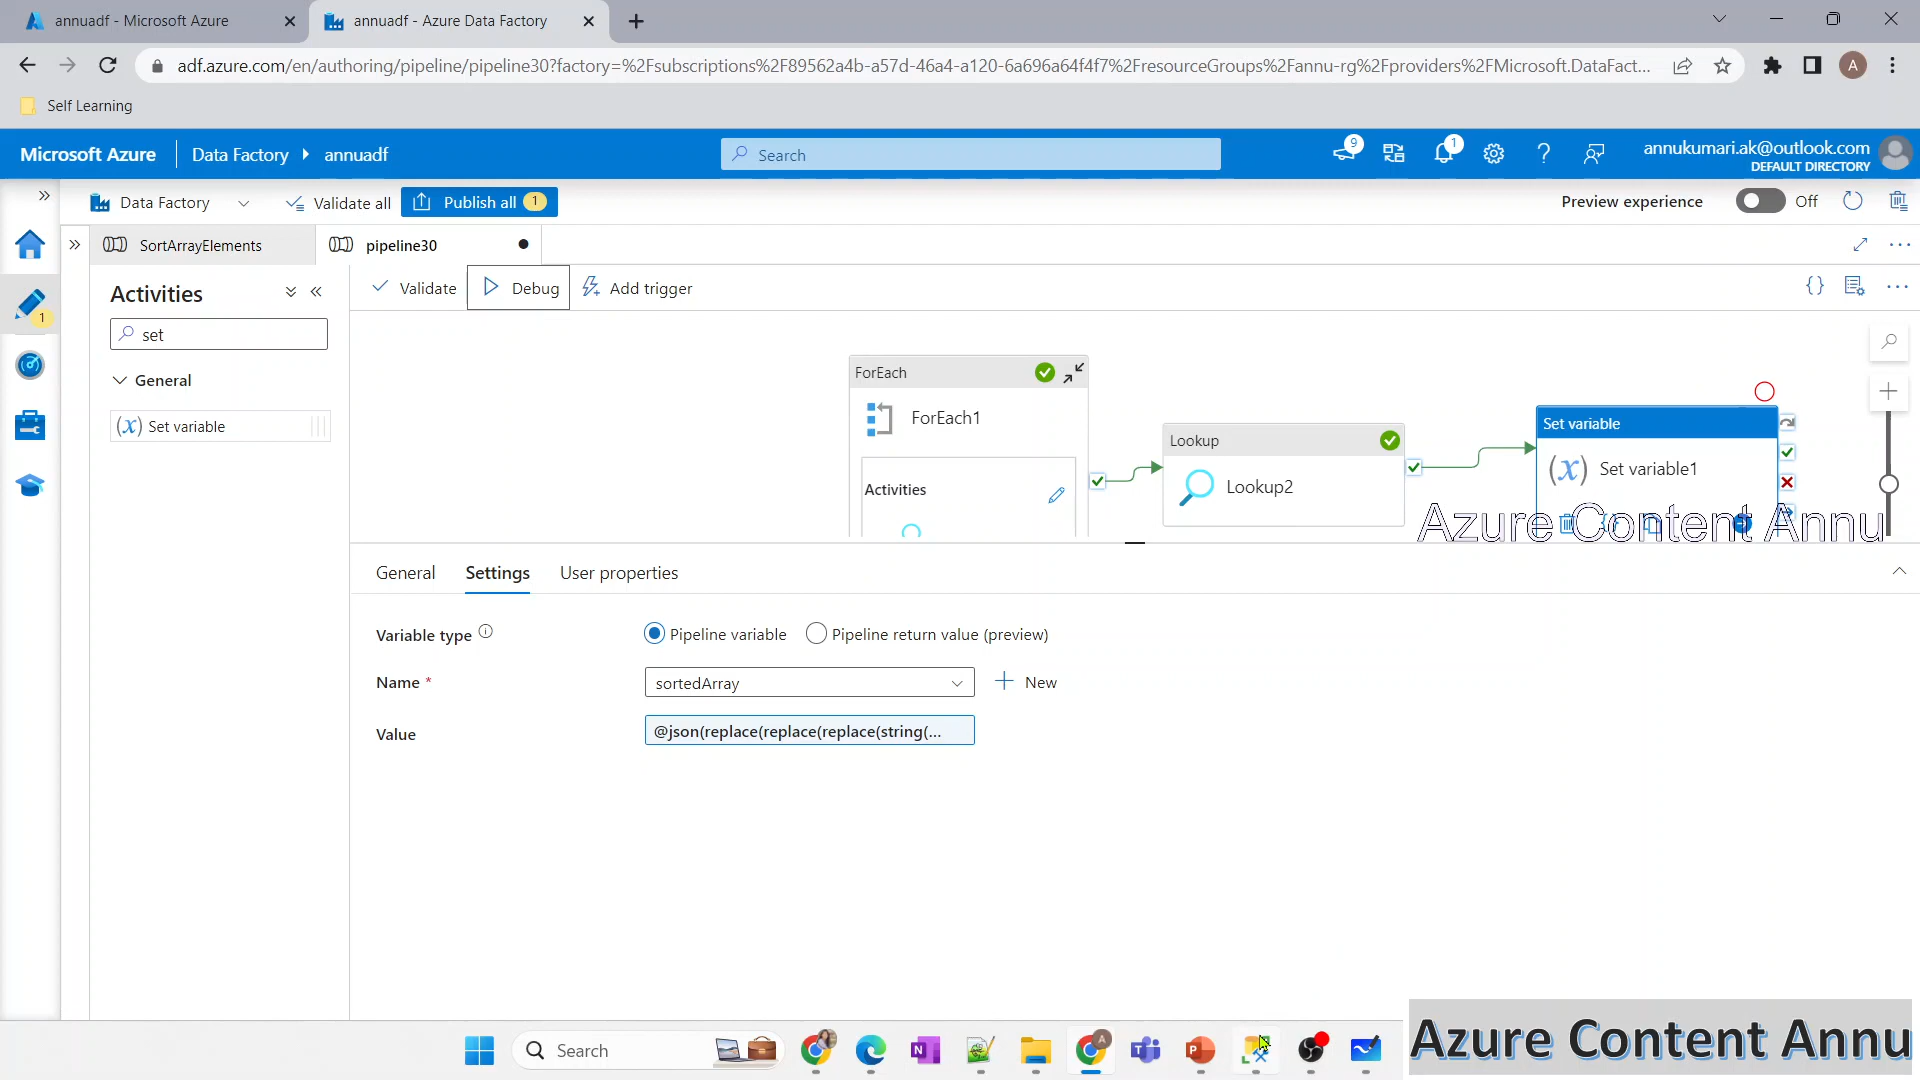 annuadf - Microsoft Azure
annuadf - Azure Data Factory
adf.azure.com/en/authoring/pipeline/pipeline30?factory=%2Fsubscriptions%2F89562a4b-a57d-46a4-a120-6a696a64f4f7%2FresourceGroups%2Fannu-rg%2Fproviders%2FMicrosoft.DataFact...
A
Self Learning
Microsoft Azure
Data Factory
annuadf
Search
9
1
annukumari.ak@outlook.com
DEFAULT DIRECTORY
Data Factory
Validate all
Publish all
1
Preview experience
Off
SortArrayElements
pipeline30
Activities
Validate
Debug
Add trigger
1
set
General
(x) Set variable
ForEach
ForEach1
Activities
Lookup
Lookup2
Set variable
(x) Set variable1
Azure Content Annu
General
Settings
User properties
Variable type
Pipeline variable
Pipeline return value (preview)
Name *
sortedArray
New
Value
@json(replace(replace(replace(string(...
Search
A
Azure Content Annu